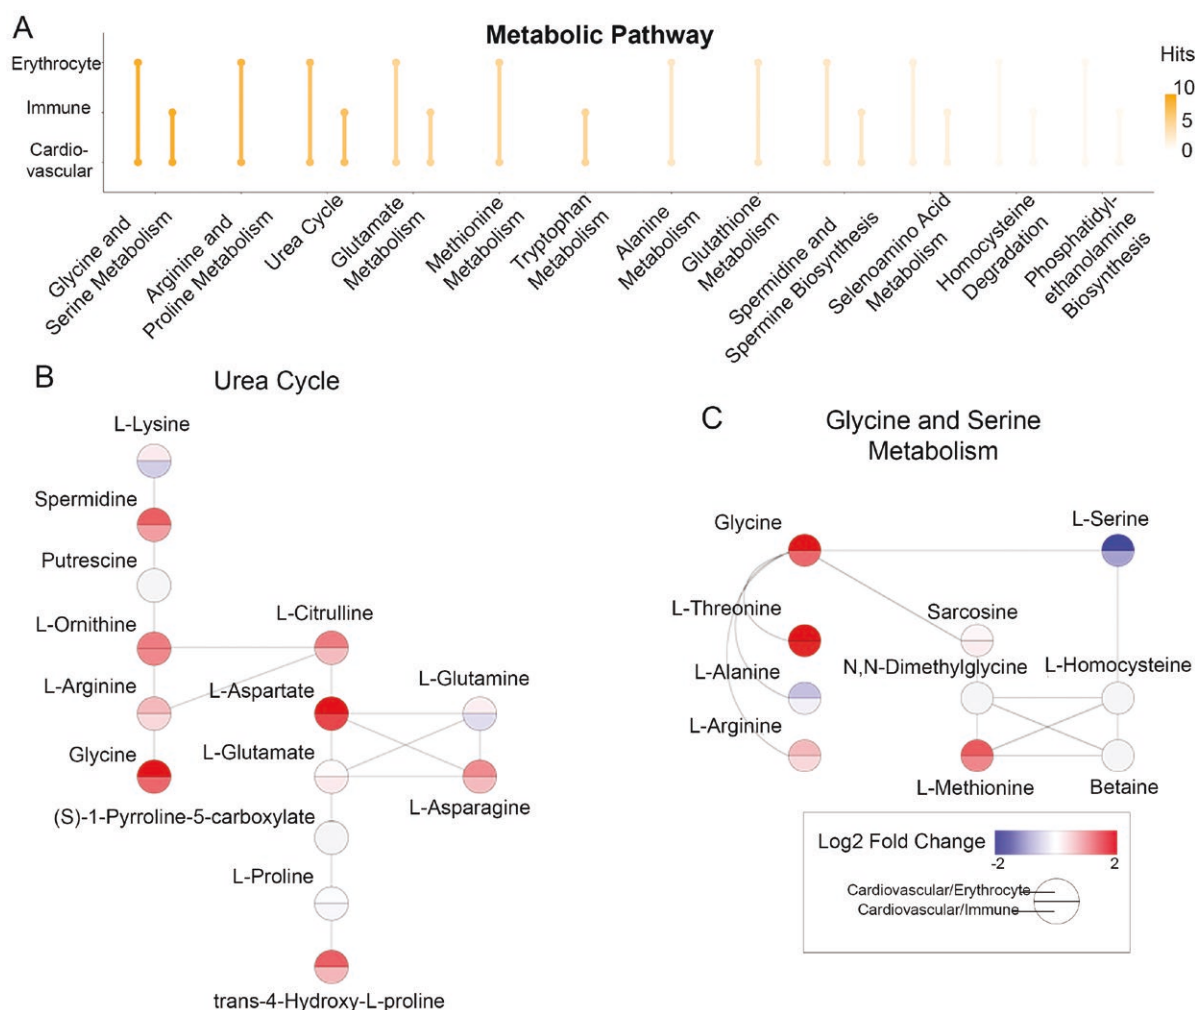 A
Metabolic Pathway
Erythrocyte
Immune
Cardio-
vascular
Hits
10
5
0
Glycine and
Serine Metabolism
Arginine and
Proline Metabolism
Urea Cycle
Glutamate
Metabolism
Methionine
Metabolism
Tryptophan
Metabolism
Alanine
Metabolism
Glutathione
Metabolism
Spermidine and
Spermine Biosynthesis
Selenoamino Acid
Metabolism
Homocysteine
Degradation
Phosphatidyl-
ethanolamine
Biosynthesis
B
Urea Cycle
L-Lysine
Spermidine
Putrescine
L-Ornithine
L-Citrulline
L-Arginine
L-Aspartate
L-Glutamine
Glycine
L-Glutamate
L-Asparagine
(S)-1-Pyrroline-5-carboxylate
L-Proline
trans-4-Hydroxy-L-proline
C
Glycine and Serine
Metabolism
Glycine
L-Serine
L-Threonine
Sarcosine
L-Alanine
N,N-Dimethylglycine
L-Homocysteine
L-Arginine
L-Methionine
Betaine
Log2 Fold Change
-2
2
Cardiovascular/Erythrocyte
Cardiovascular/Immune